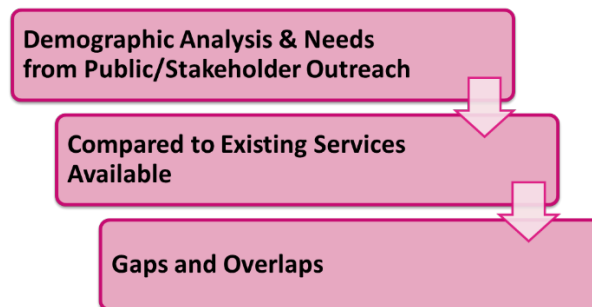 Demographic Analysis & Needs
from Public/Stakeholder Outreach
Compared to Existing Services
Available
Gaps and Overlaps